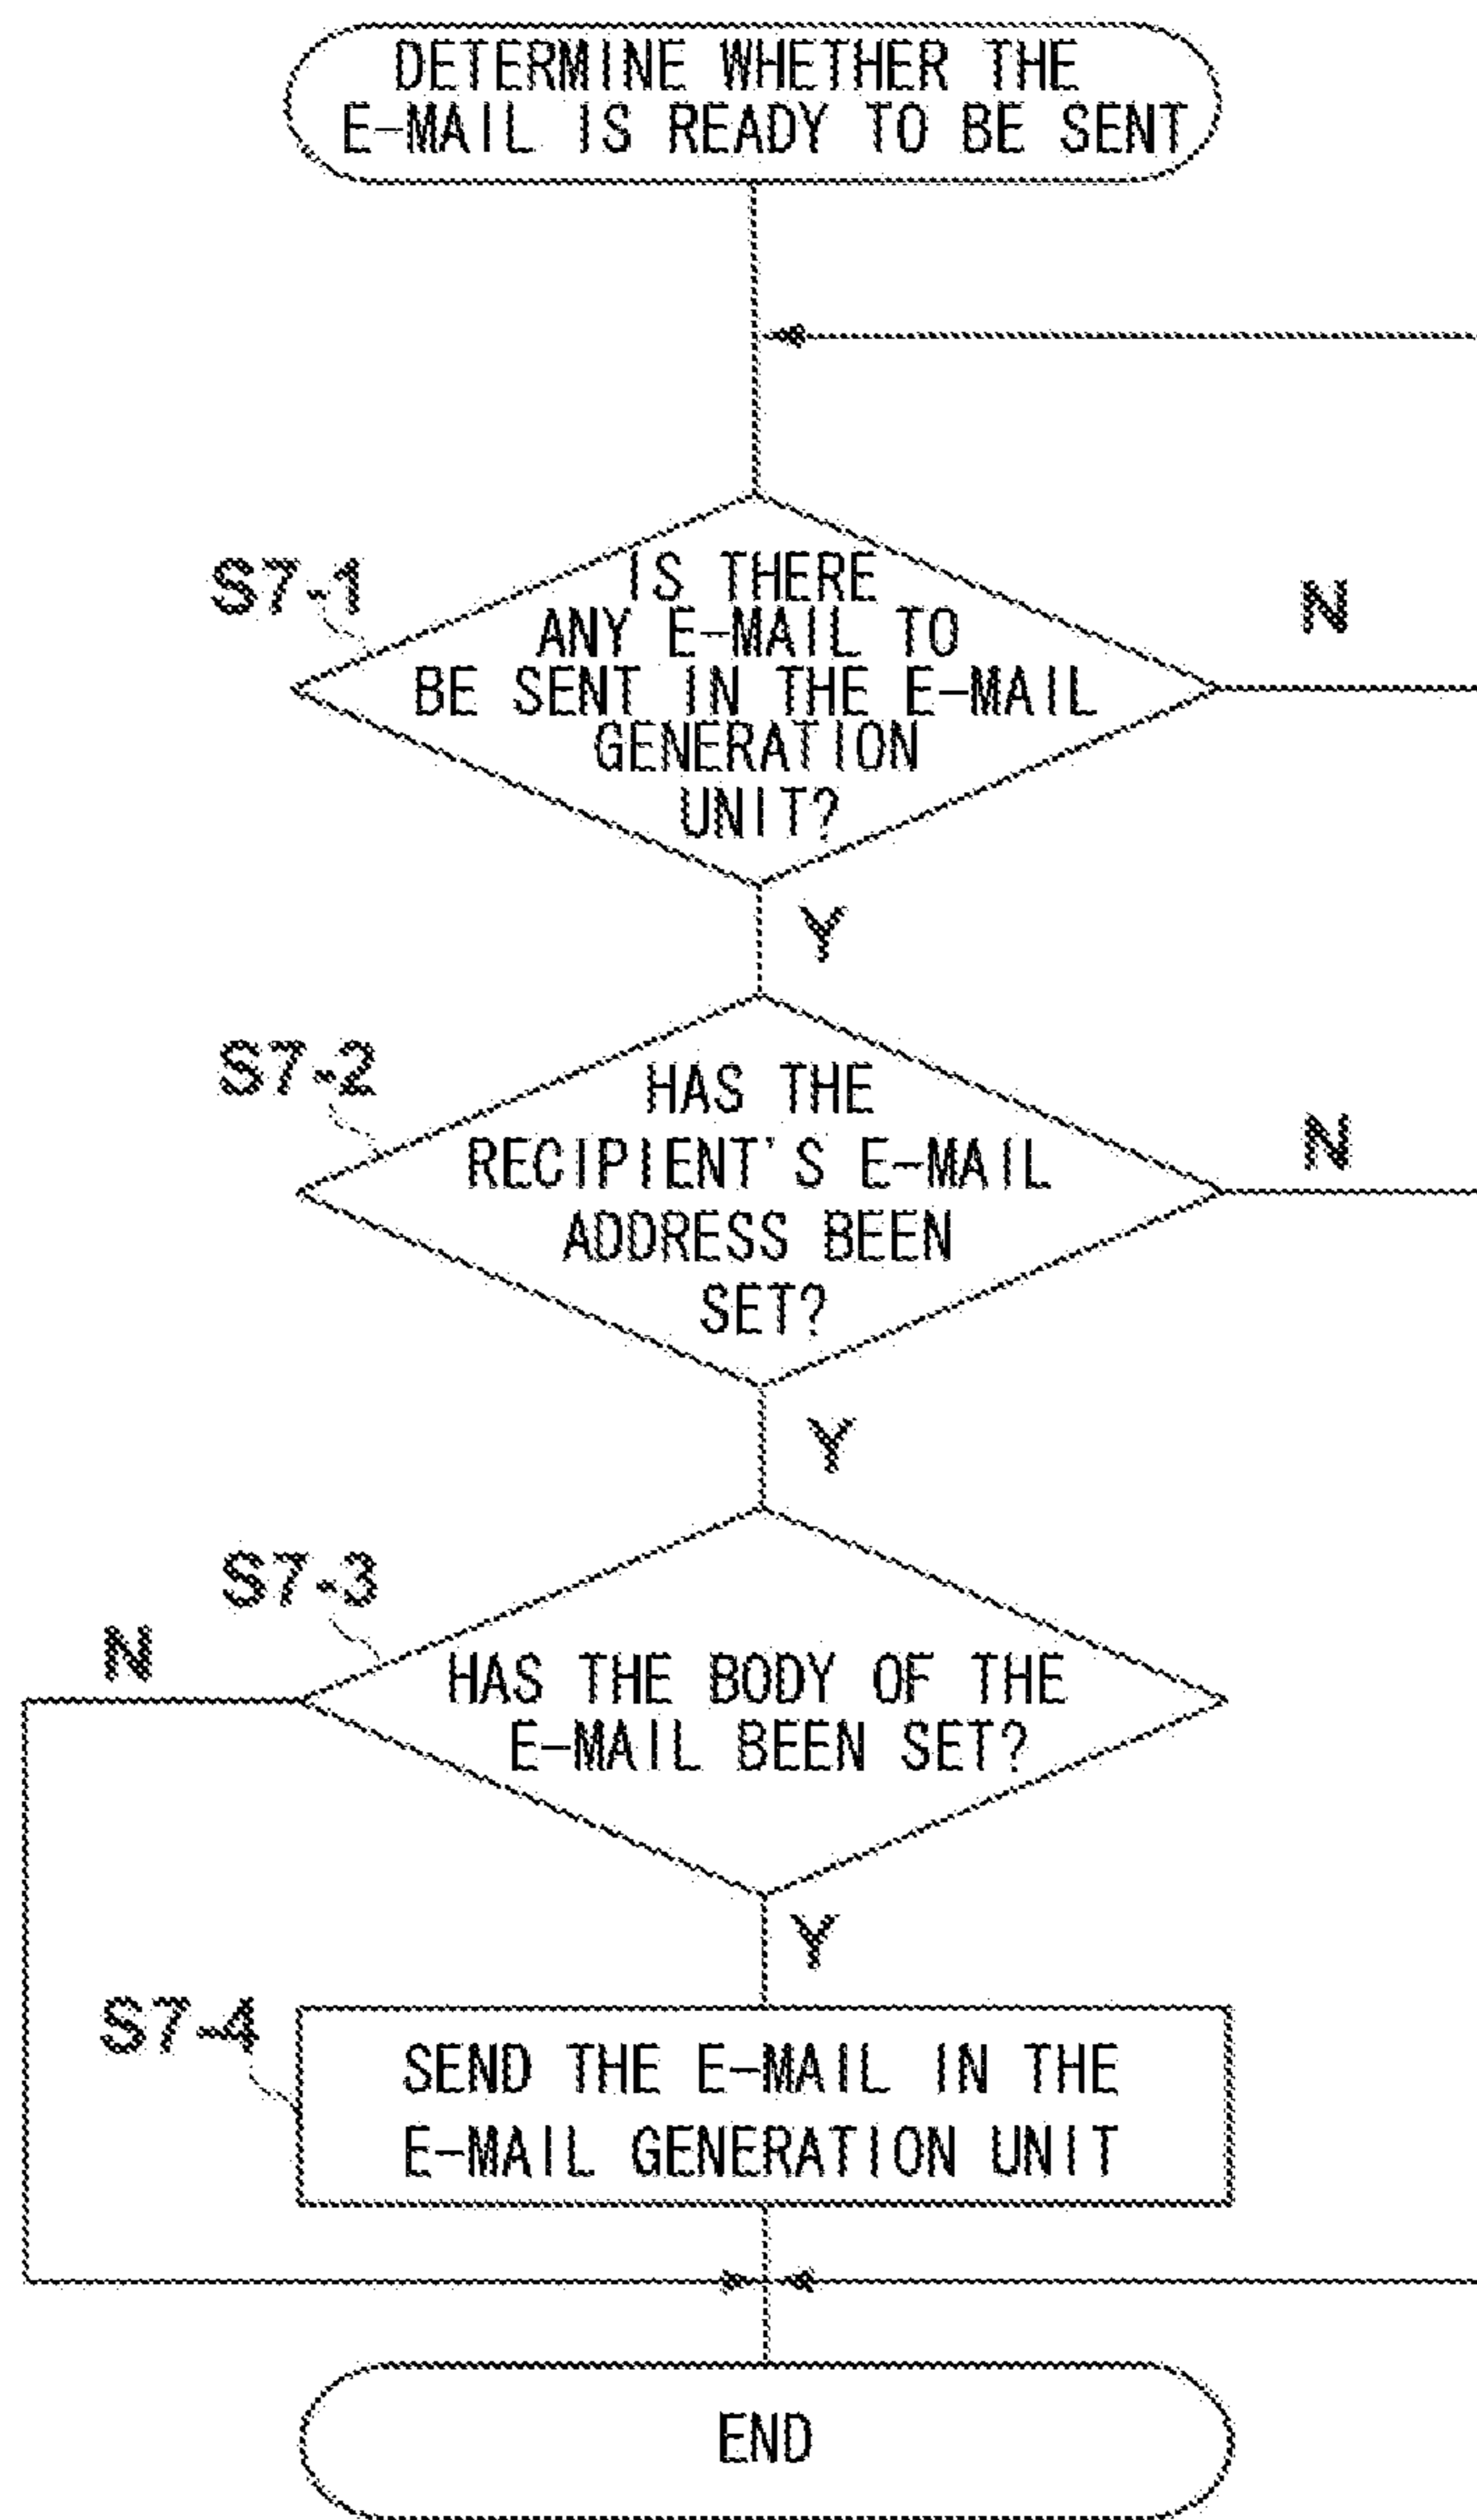 DETERMINE WHETHER THE
E-MAIL IS READY TO BE SENT
S7-1
IS THERE
ANY E-MAIL TO
BE SENT IN THE E-MAIL
GENERATION
UNIT?
N
Y
S7-2
HAS THE
RECIPIENT'S E-MAIL
ADDRESS BEEN
SET?
N
Y
S7-3
N
HAS THE BODY OF THE
E-MAIL BEEN SET?
Y
S7-4
SEND THE E-MAIL IN THE
E-MAIL GENERATION UNIT
END